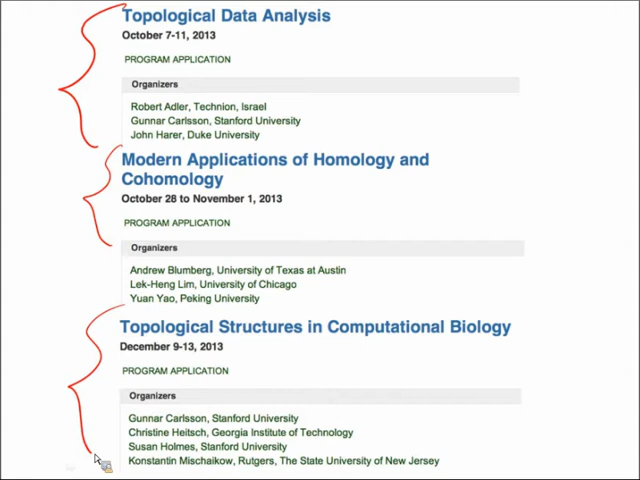 Topological Data Analysis
October 7-11, 2013
PROGRAM APPLICATION
Organizers
Robert Adler, Technion, Israel
Gunnar Carlsson, Stanford University
John Harer, Duke University
Modern Applications of Homology and
Cohomology
October 28 to November 1, 2013
PROGRAM APPLICATION
Organizers
Andrew Blumberg, University of Texas at Austin
Lek-Heng Lim, University of Chicago
Yuan Yao, Peking University
Topological Structures in Computational Biology
December 9-13, 2013
PROGRAM APPLICATION
Organizers
Gunnar Carlsson, Stanford University
Christine Heitsch, Georgia Institute of Technology
Susan Holmes, Stanford University
Konstantin Mischaikow, Rutgers, The State University of New Jersey